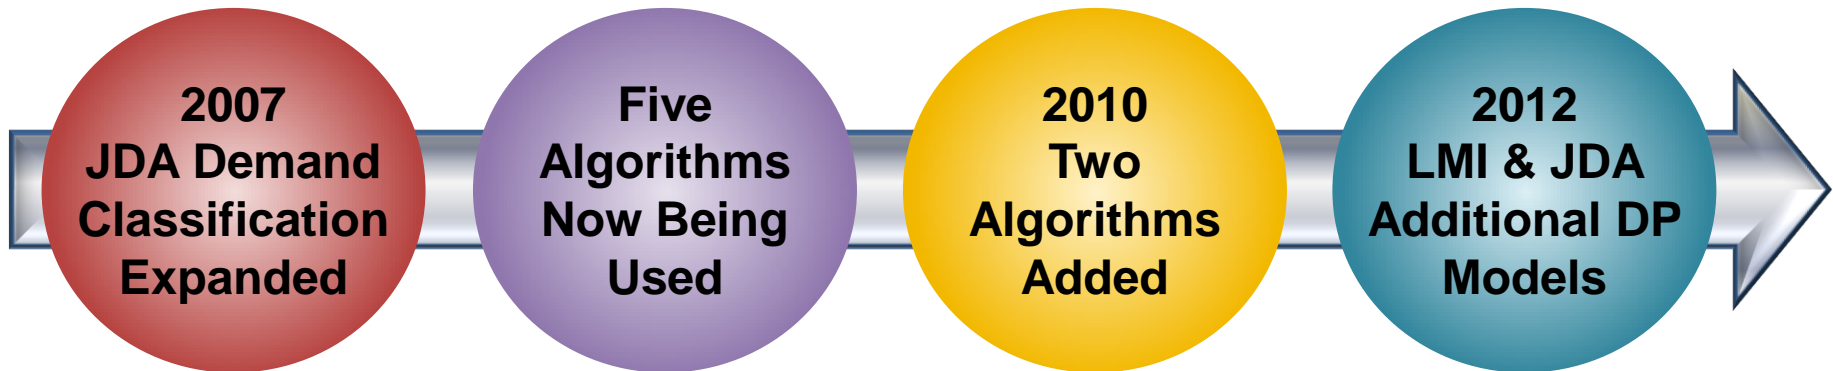 2007
JDA Demand
Classification
Expanded
Five
Algorithms
Now Being
Used
2010
Two
Algorithms
Added
2012
LMI & JDA
Additional DP
Models